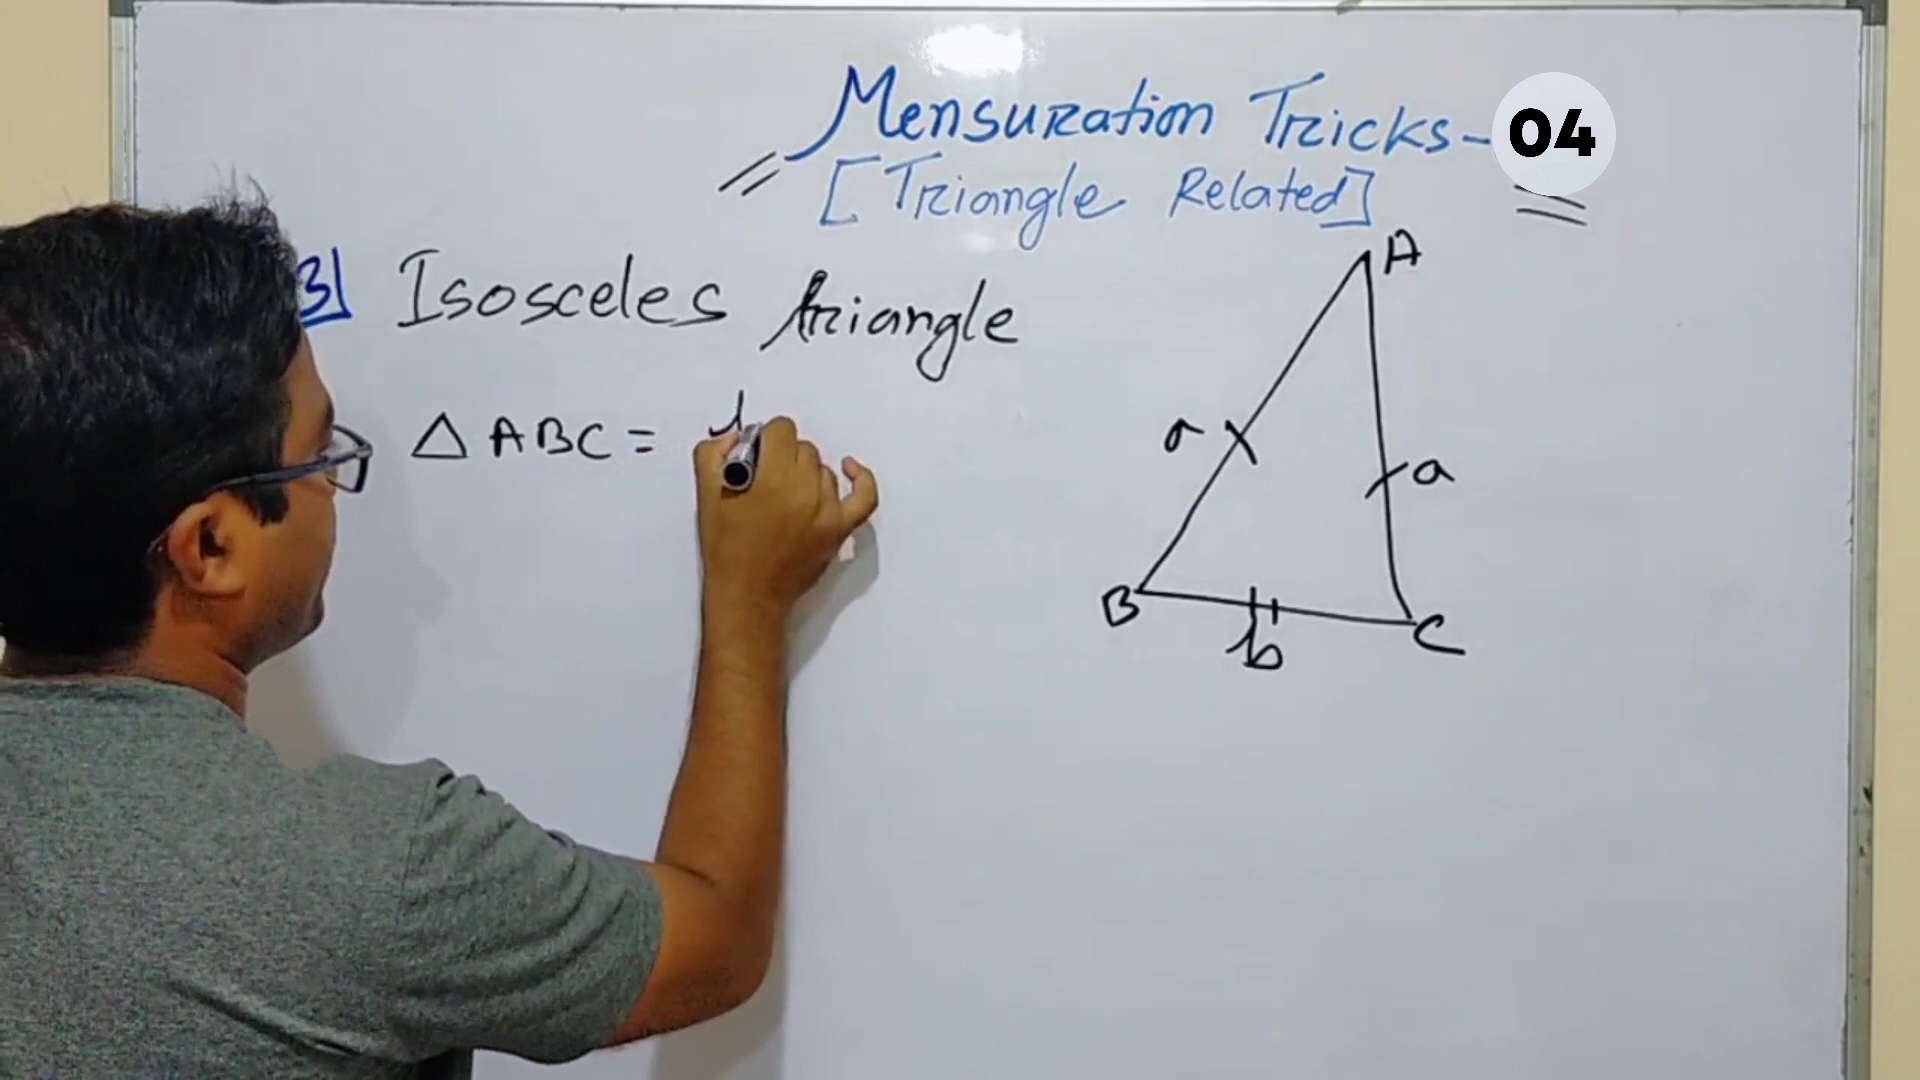 Mensuration Tricks - 04
[Triangle Related]
3] Isosceles triangle
△ ABC = b
A
a
a
B
b
C